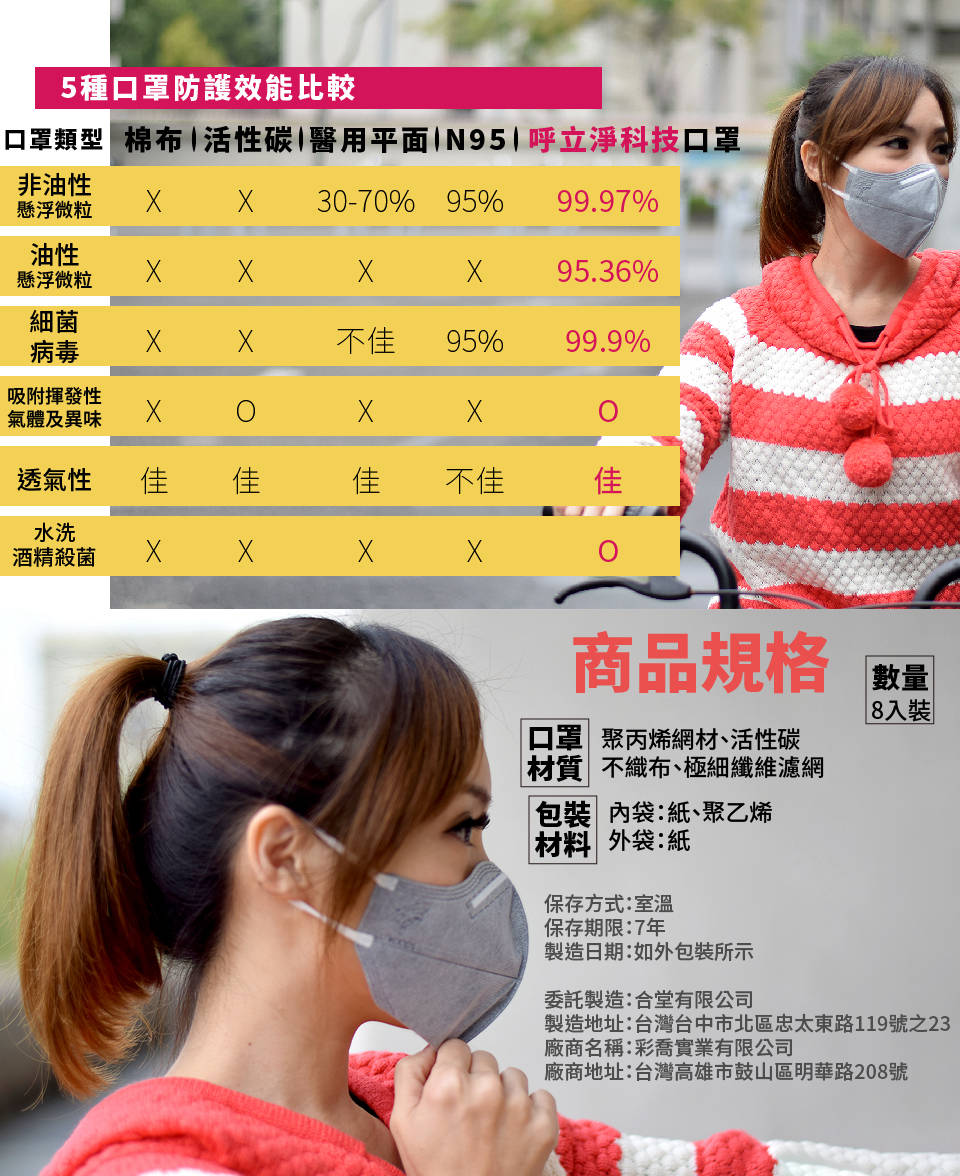 5種口罩防護效能比較
口罩類型 棉布 | 活性碳 | 醫用平面 | N95 | 呼立淨科技口罩
非油性
懸浮微粒 X X 30-70% 95% 99.97%
油性
懸浮微粒 X X X X 95.36%
細菌
病毒 X X 不佳 95% 99.9%
吸附揮發性
氣體及異味 X O X X O
透氣性 佳 佳 佳 不佳 佳
水洗
酒精殺菌 X X X X O
商品規格
數量
8入裝
口罩
材質
聚丙烯網材、活性碳
不織布、極細纖維濾網
包裝
材料
內袋:紙、聚乙烯
外袋:紙
保存方式:室溫
保存期限:7年
製造日期:如外包裝所示
委託製造:合堂有限公司
製造地址:台灣台中市北區忠太東路119號之23
廠商名稱:彩喬實業有限公司
廠商地址:台灣高雄市鼓山區明華路208號